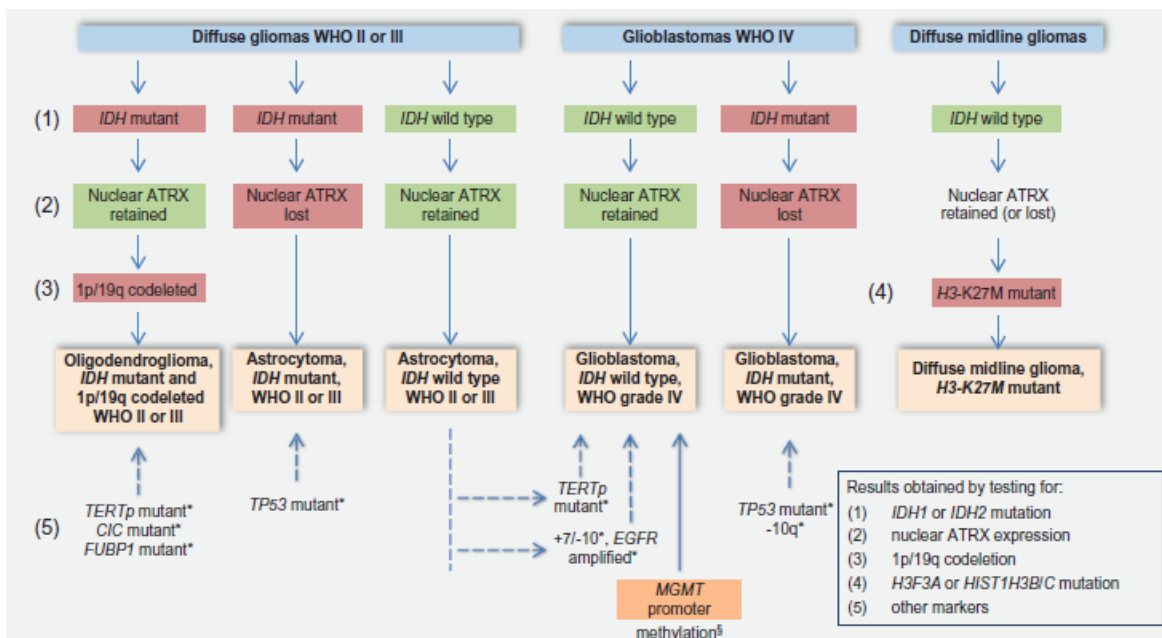 Diffuse gliomas WHO II or III
Glioblastomas WHO IV
Diffuse midline gliomas
(1)
IDH mutant
IDH mutant
IDH wild type
IDH wild type
IDH mutant
IDH wild type
(2)
Nuclear ATRX
retained
Nuclear ATRX
lost
Nuclear ATRX
retained
Nuclear ATRX
retained
Nuclear ATRX
lost
Nuclear ATRX
retained (or lost)
(3)
1p/19q codeleted
(4)
H3-K27M mutant
Oligodendroglioma,
IDH mutant and
1p/19q codeleted
WHO II or III
Astrocytoma,
IDH mutant,
WHO II or III
Astrocytoma,
IDH wild type
WHO II or III
Glioblastoma,
IDH wild type,
WHO grade IV
Glioblastoma,
IDH mutant,
WHO grade IV
Diffuse midline glioma,
H3-K27M mutant
(5)
TERTp mutant*
CIC mutant*
FUBP1 mutant*
TP53 mutant*
TERTp
mutant*
+7/-10*, EGFR
amplified*
MGMT
promoter
methylation§
TP53 mutant*
-10q*
Results obtained by testing for:
(1) IDH1 or IDH2 mutation
(2) nuclear ATRX expression
(3) 1p/19q codeletion
(4) H3F3A or HIST1H3B/C mutation
(5) other markers